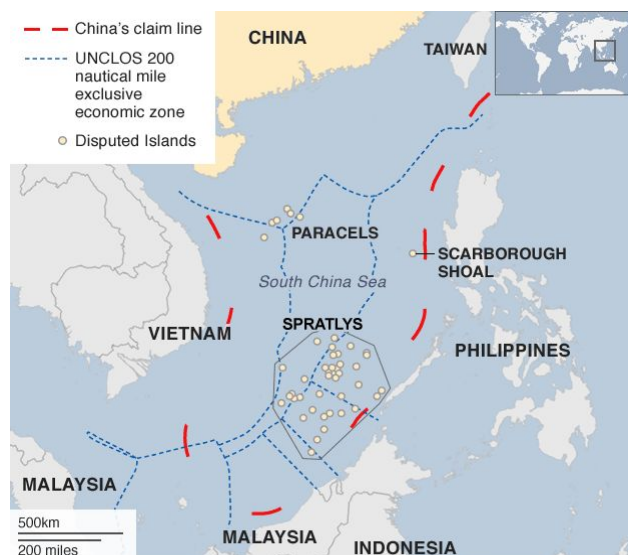 China's claim line
UNCLOS 200
nautical mile
exclusive
economic zone
Disputed Islands
CHINA
TAIWAN
PARACELS
SCARBOROUGH
SHOAL
South China Sea
SPRATLYS
VIETNAM
PHILIPPINES
MALAYSIA
500km
200 miles
MALAYSIA
INDONESIA